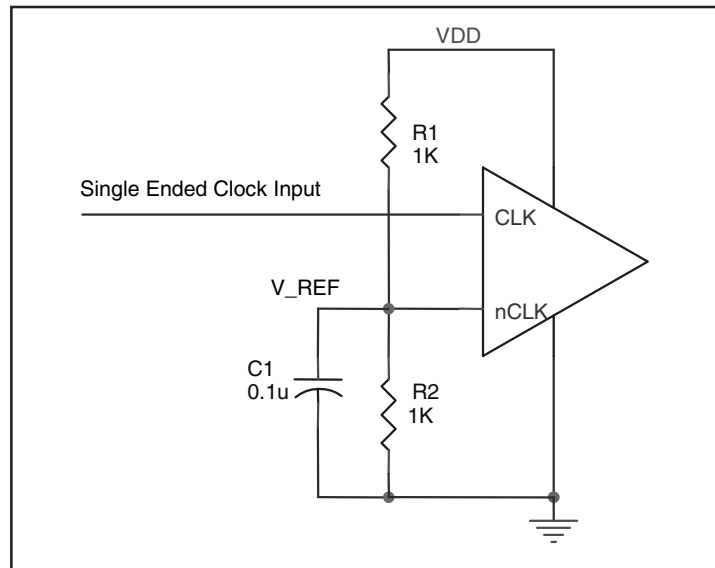 VDD
R1
1K
Single Ended Clock Input
CLK
V_REF
nCLK
C1
0.1u
R2
1K